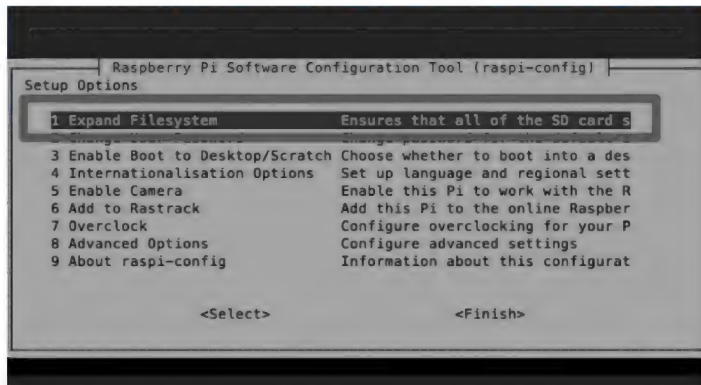 Raspberry Pi Software Configuration Tool (raspi-config)
Setup Options
1 Expand Filesystem Ensures that all of the SD card s
3 Enable Boot to Desktop/Scratch Choose whether to boot into a des
4 Internationalisation Options Set up language and regional sett
5 Enable Camera Enable this Pi to work with the R
6 Add to Rastrack Add this Pi to the online Raspber
7 Overclock Configure overclocking for your P
8 Advanced Options Configure advanced settings
9 About raspi-config Information about this configurat
<Select> <Finish>